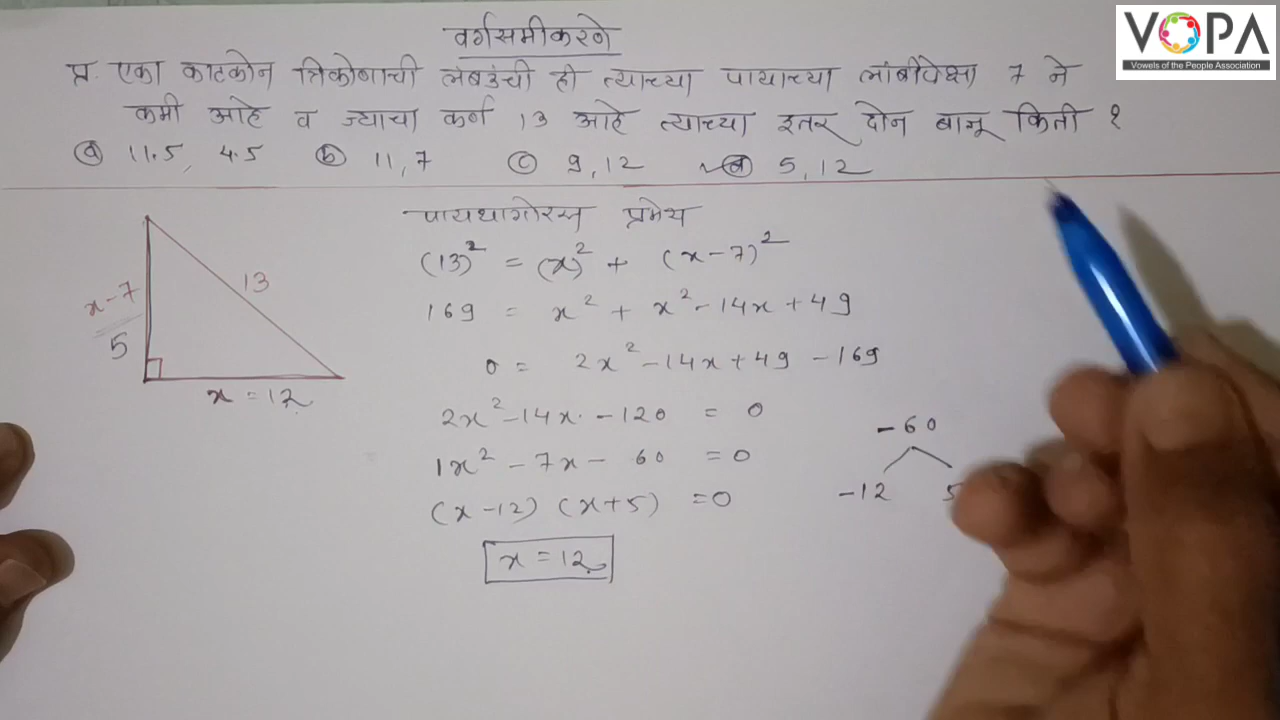 VOPA
Vowels of the People Association
वर्गसमीकरणे
प्र. एका काटकोन त्रिकोणाची लंबउंची ही त्याच्या पायाच्या लांबीपेक्षा 7 ने
कमी आहे व ज्याचा कर्ण 13 आहे त्याच्या इतर दोन बाजू किती ?
ⓐ 11.5, 4.5 ⓑ 11, 7 ⓒ 9, 12 ⓓ 5, 12
पायथागोरस प्रमेय
(13)² = (x)² + (x-7)²
169 = x² + x² - 14x + 49
0 = 2x² - 14x + 49 - 169
2x² - 14x - 120 = 0
1x² - 7x - 60 = 0
(x-12) (x+5) = 0
x = 12
x-7
5
13
x = 12
-60
-12 5